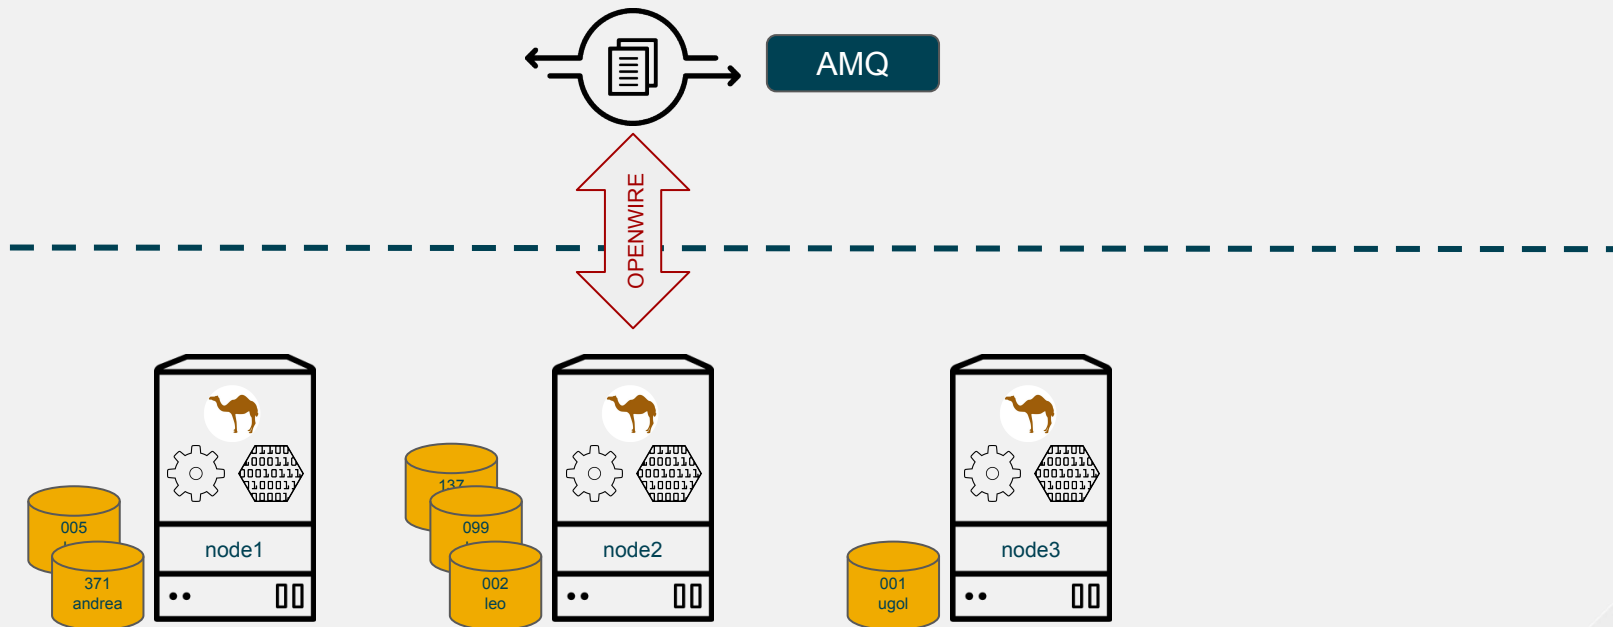 AMQ
OPENWIRE
005
371
andrea
node1
137
099
002
leo
node2
001
ugol
node3